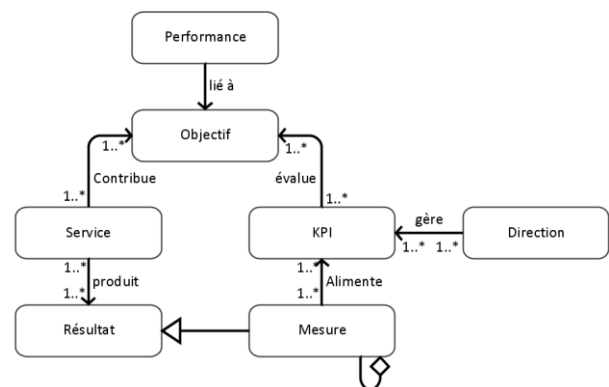 Performance
lié à
Objectif
1..*
1..*
Contribue
évalue
1..*
1..*
Service
KPI
gère
1..*
1..*
Direction
1..*
produit
1..*
1..*
Alimente
1..*
Résultat
Mesure